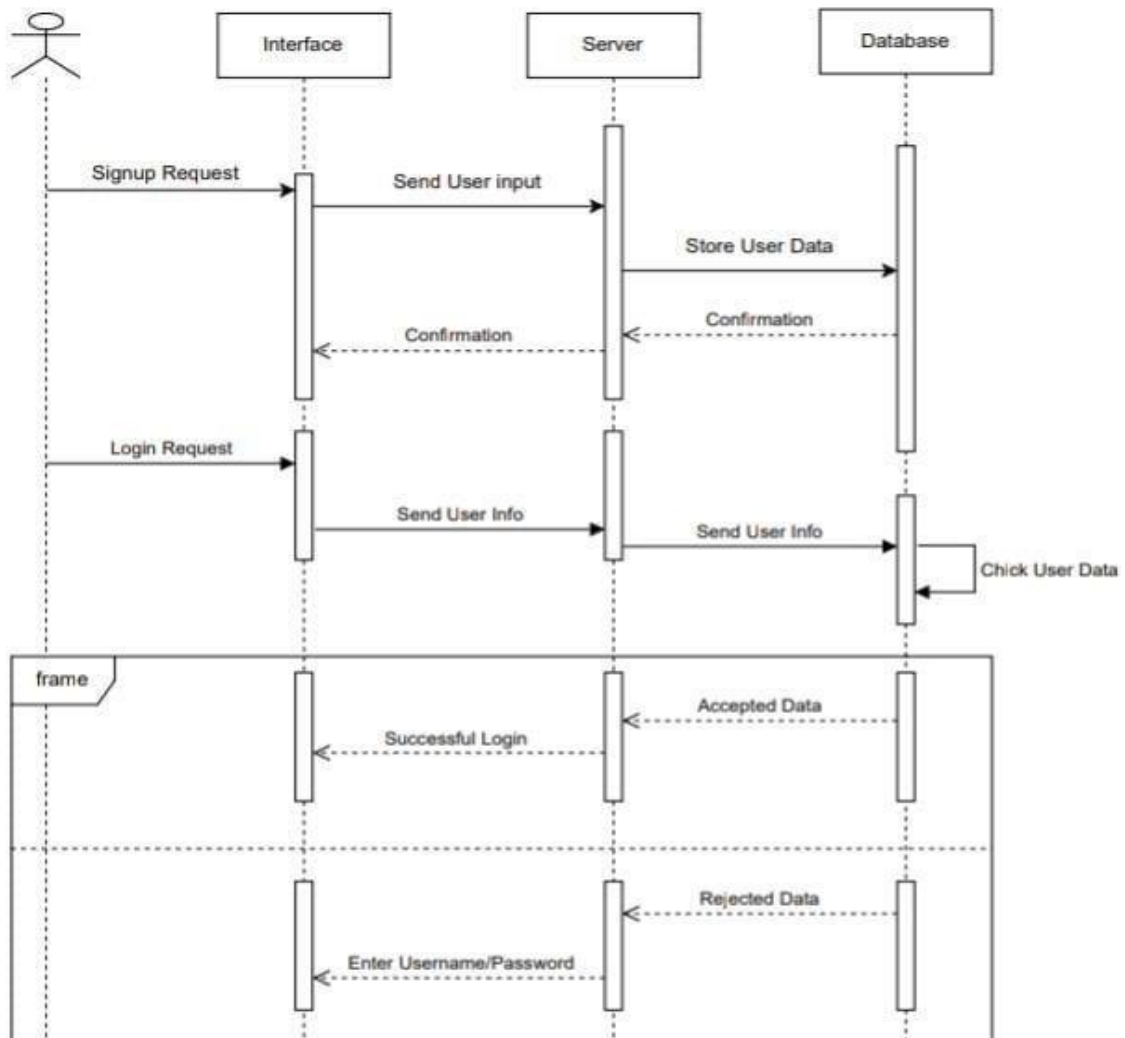 Interface
Server
Database
Signup Request
Send User input
Store User Data
Confirmation
Confirmation
Login Request
Send User Info
Send User Info
Chick User Data
frame
Accepted Data
Successful Login
Rejected Data
Enter Username/Password